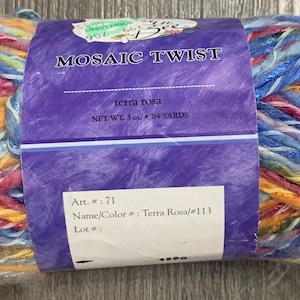 MOSAIC TWIST
terra rosa
NET WT. 3 oz. • 84 YARDS
Art. # : 71
Name/Color # : Terra Rosa/#113
Lot # :